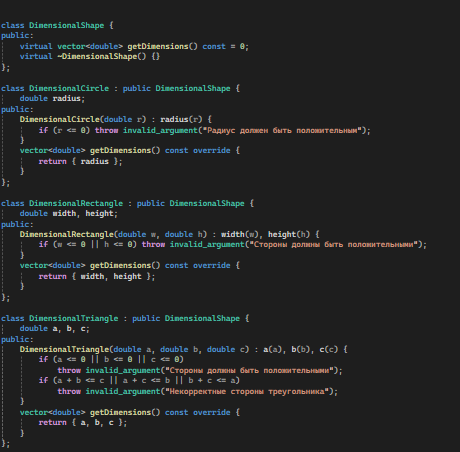 class DimensionalShape {
public:
    virtual vector<double> getDimensions() const = 0;
    virtual ~DimensionalShape() {}
};
class DimensionalCircle : public DimensionalShape {
    double radius;
public:
    DimensionalCircle(double r) : radius(r) {
        if (r <= 0) throw invalid_argument("Радиус должен быть положительным");
    }
    vector<double> getDimensions() const override {
        return { radius };
    }
};
class DimensionalRectangle : public DimensionalShape {
    double width, height;
public:
    DimensionalRectangle(double w, double h) : width(w), height(h) {
        if (w <= 0 || h <= 0) throw invalid_argument("Стороны должны быть положительными");
    }
    vector<double> getDimensions() const override {
        return { width, height };
    }
};
class DimensionalTriangle : public DimensionalShape {
    double a, b, c;
public:
    DimensionalTriangle(double a, double b, double c) : a(a), b(b), c(c) {
        if (a <= 0 || b <= 0 || c <= 0)
            throw invalid_argument("Стороны должны быть положительными");
        if (a + b <= c || a + c <= b || b + c <= a)
            throw invalid_argument("Некорректные стороны треугольника");
    }
    vector<double> getDimensions() const override {
        return { a, b, c };
    }
};